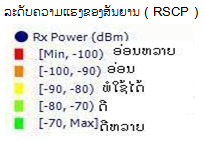 ລະດັບຄວາມແຮງຂອງສັນຍານ ( RSCP )
Rx Power (dBm)
[Min, -100) ອ່ອນຫລາຍ
[-100, -90) ອ່ອນ
[-90, -80) ພໍໃຊ້ໄດ້
[-80, -70) ດີ
[-70, Max] ດີຫລາຍ